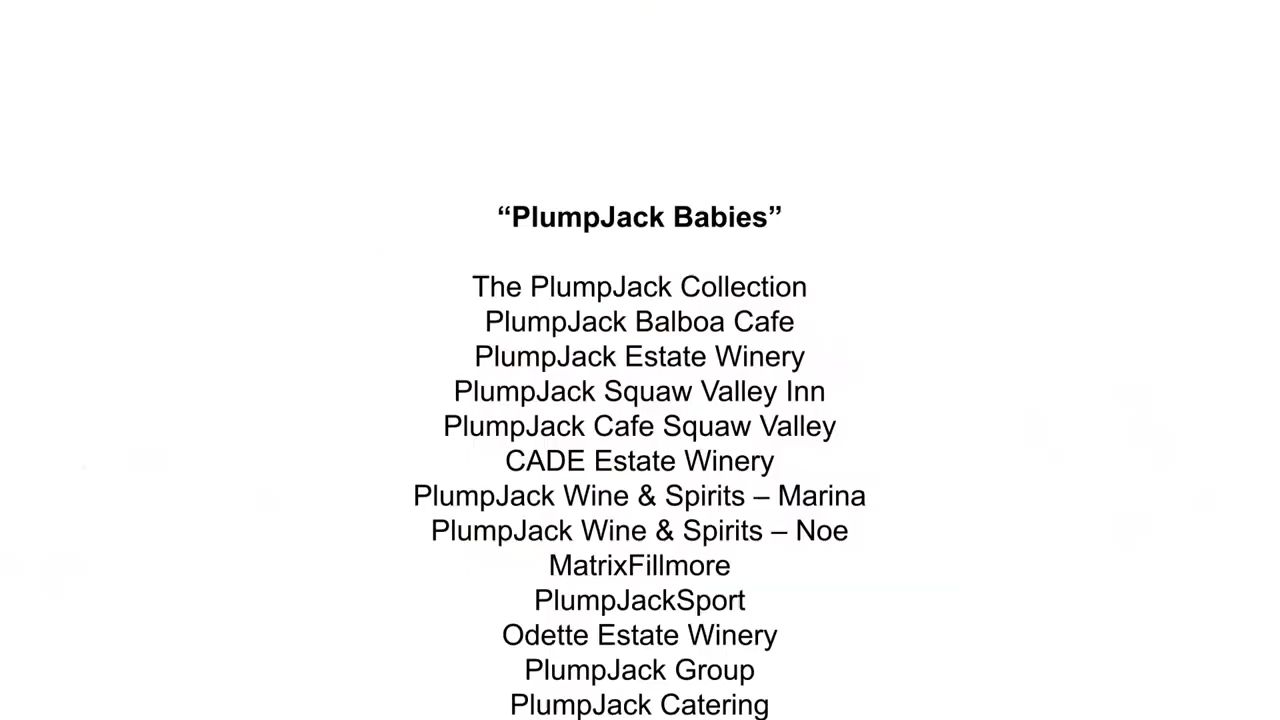 “PlumpJack Babies”
The PlumpJack Collection
PlumpJack Balboa Cafe
PlumpJack Estate Winery
PlumpJack Squaw Valley Inn
PlumpJack Cafe Squaw Valley
CADE Estate Winery
PlumpJack Wine & Spirits – Marina
PlumpJack Wine & Spirits – Noe
MatrixFillmore
PlumpJackSport
Odette Estate Winery
PlumpJack Group
PlumpJack Catering